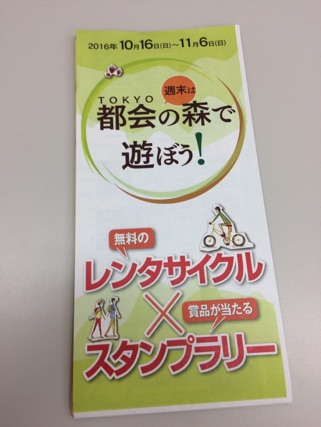 2016年10月16日(日)～11月6日(日)
週末は
TOKYO
都会の森で
遊ぼう！
無料の
レンタサイクル
×
賞品が当たる
スタンプラリー